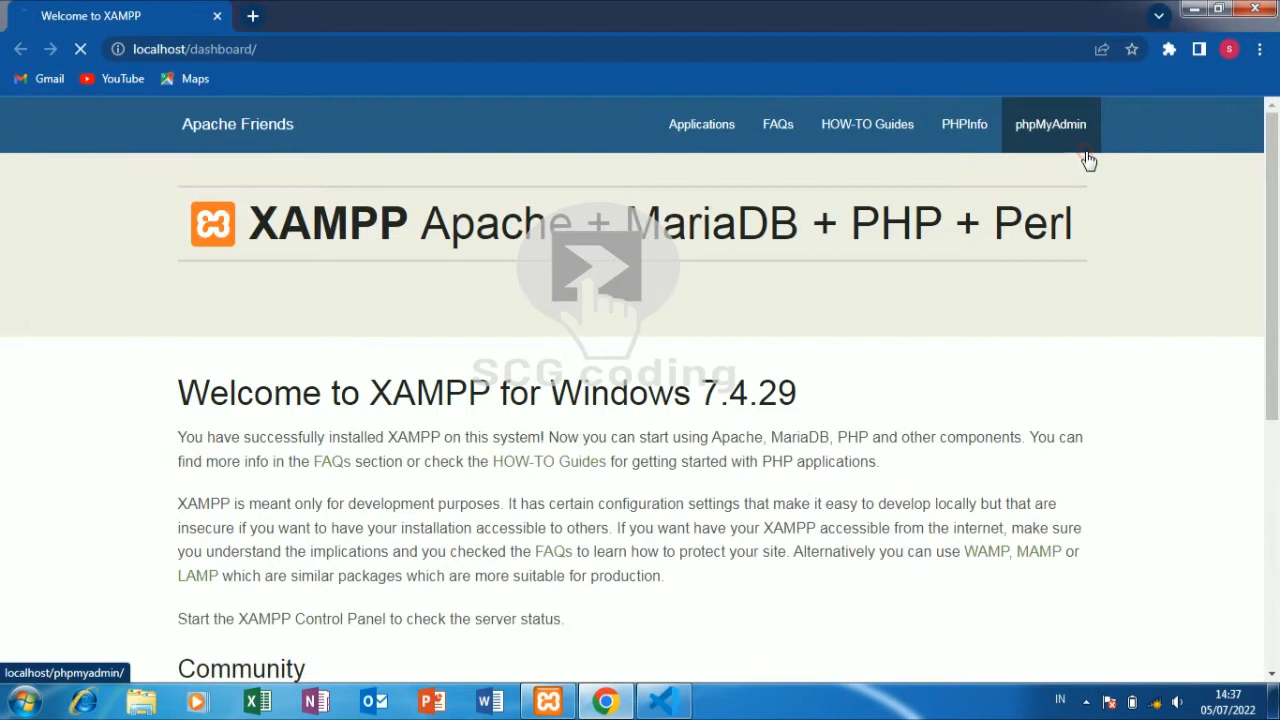 Welcome to XAMPP
localhost/dashboard/
S
Gmail YouTube Maps
Apache Friends Applications FAQs HOW-TO Guides PHPInfo phpMyAdmin
XAMPP Apache + MariaDB + PHP + Perl
SCG coding
Welcome to XAMPP for Windows 7.4.29
You have successfully installed XAMPP on this system! Now you can start using Apache, MariaDB, PHP and other components. You can
find more info in the FAQs section or check the HOW-TO Guides for getting started with PHP applications.
XAMPP is meant only for development purposes. It has certain configuration settings that make it easy to develop locally but that are
insecure if you want to have your installation accessible to others. If you want have your XAMPP accessible from the internet, make sure
you understand the implications and you checked the FAQs to learn how to protect your site. Alternatively you can use WAMP, MAMP or
LAMP which are similar packages which are more suitable for production.
Start the XAMPP Control Panel to check the server status.
Community
localhost/phpmyadmin/
IN
14:37
05/07/2022